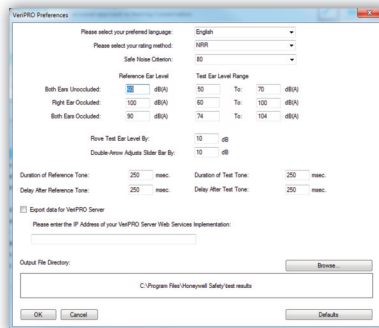 VeriPRO Preferences
Please select your preferred language: English
Please select your rating method: NRR
Safe Noise Criterion: 80
Reference Ear Level Test Ear Level Range
Both Ears Unoccluded: dB(A) 50 To: 70 dB(A)
Right Ear Occluded: 100 dB(A) 60 To: 100 dB(A)
Both Ears Occluded: 90 dB(A) 74 To: 104 dB(A)
Rove Test Ear Level By: 10 dB
Double-Arrow Adjusts Slider Bar By: 10 dB
Duration of Reference Tone: 250 msec. Duration of Test Tone: 250 msec.
Delay After Reference Tone: 250 msec. Delay After Test Tone: 250 msec.
Export data for VeriPRO Server
Please enter the IP Address of your VeriPRO Server Web Services Implementation:
Output File Directory: Browse...
C:\Program Files\Honeywell Safety\test results
OK Cancel Defaults